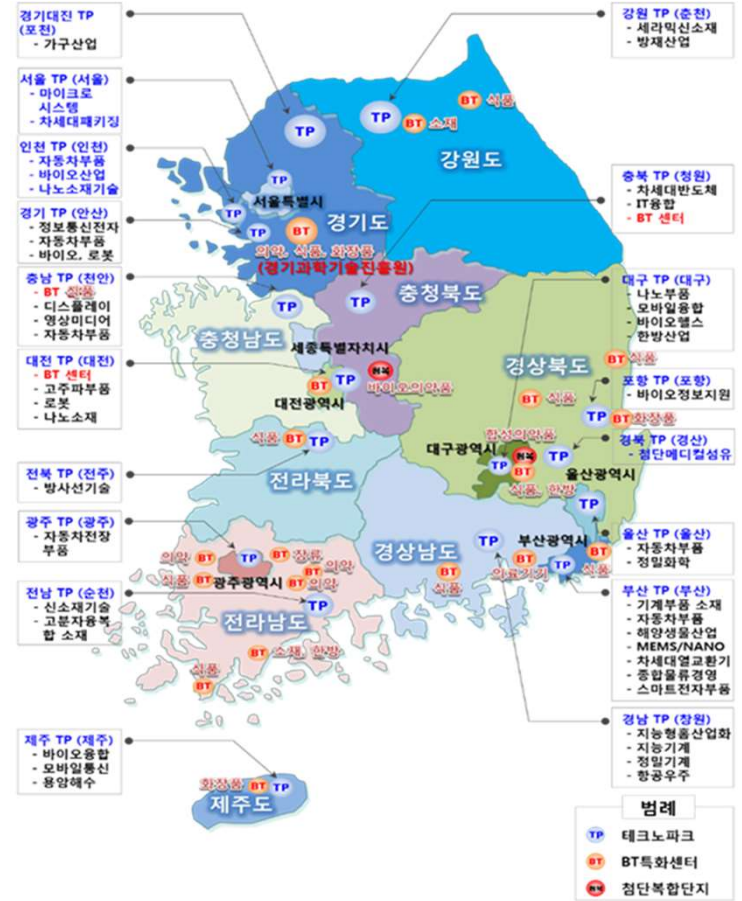 경기대진 TP
(포천)
- 가구산업
서울 TP (서울)
- 마이크로
시스템
- 차세대패키징
인천 TP (인천)
- 자동차부품
- 바이오산업
- 나노소재기술
경기 TP (안산)
- 정보통신전자
- 자동차부품
- 바이오, 로봇
충남 TP (천안)
- BT 식품
- 디스플레이
- 영상미디어
- 자동차부품
대전 TP (대전)
- BT 센터
- 고주파부품
- 로봇
- 나노소재
전북 TP (전주)
- 방사선기술
광주 TP (광주)
- 자동차전장
부품
전남 TP (순천)
- 신소재기술
- 고분자융복
합 소재
제주 TP (제주)
- 바이오융합
- 모바일통신
- 용암해수
강원 TP (춘천)
- 세라믹신소재
- 방재산업
충북 TP (청원)
- 차세대반도체
- IT융합
- BT 센터
대구 TP (대구)
- 나노부품
- 모바일융합
- 바이오헬스
- 한방산업
포항 TP (포항)
- 바이오정보지원
경북 TP (경산)
- 첨단메디컬섬유
울산 TP (울산)
- 자동차부품
- 정밀화학
부산 TP (부산)
- 기계부품 소재
- 자동차부품
- 해양생물산업
- MEMS/NANO
- 차세대열교환기
- 종합물류경영
- 스마트전자부품
경남 TP (창원)
- 지능형홈산업화
- 지능기계
- 정밀기계
- 항공우주
BT 식품
TP
TP
BT 소재
강원도
TP
서울특별시
TP
TP
BT
경기도
의약, 식품, 화장품
(경기과학기술진흥원)
TP
TP
충청북도
충청남도
세종특별자치시
BT
TP
바이오의약품
대전광역시
경상북도
BT 식품
BT 식품
TP
BT 화장품
식품 BT TP
전라북도
합성의약품
대구광역시
TP
BT
TP
식품, 한방
울산광역시
TP
경상남도
TP
부산광역시
BT
식품
BT
의료기기
TP
BT
식품
의약 BT
TP
BT 장류
BT 의약
식품 BT
광주광역시
BT 의약
TP
전라남도
BT 소재, 한방
식품
BT
화장품 BT TP
제주도
범례
TP 테크노파크
BT BT특화센터
첨단복합단지